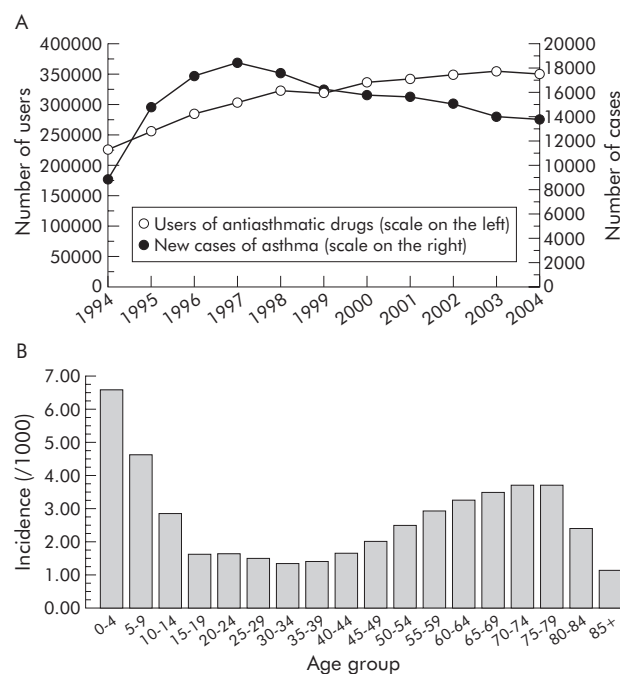 A
Number of users
400000
350000
300000
250000
200000
150000
100000
50000
0
Number of cases
20000
18000
16000
14000
12000
10000
8000
6000
4000
2000
0
Users of antiasthmatic drugs (scale on the left)
New cases of asthma (scale on the right)
1994 1995 1996 1997 1998 1999 2000 2001 2002 2003 2004
B
Incidence (/1000)
7.00
6.00
5.00
4.00
3.00
2.00
1.00
0.00
0-4 5-9 10-14 15-19 20-24 25-29 30-34 35-39 40-44 45-49 50-54 55-59 60-64 65-69 70-74 75-79 80-84 85+
Age group